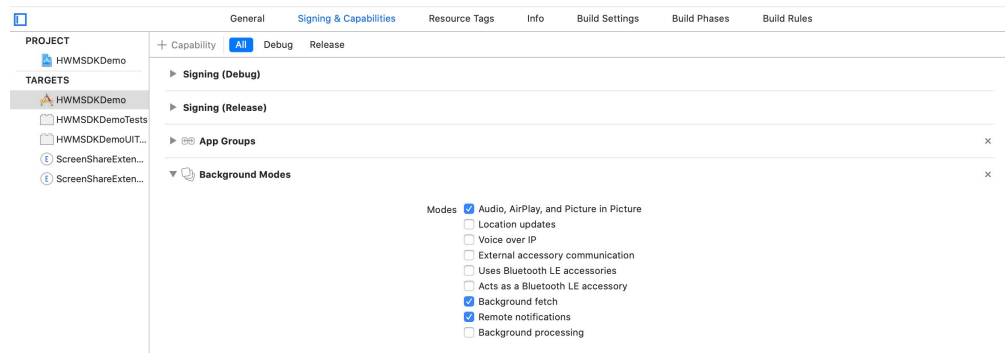 General Signing & Capabilities Resource Tags Info Build Settings Build Phases Build Rules
PROJECT
HWMSDKDemo
TARGETS
HWMSDKDemo
HWMSDKDemoTests
HWMSDKDemoUIT...
E ScreenShareExten...
E ScreenShareExten...
+ Capability All Debug Release
Signing (Debug)
Signing (Release)
App Groups
Background Modes
Modes Audio, AirPlay, and Picture in Picture
Location updates
Voice over IP
External accessory communication
Uses Bluetooth LE accessories
Acts as a Bluetooth LE accessory
Background fetch
Remote notifications
Background processing